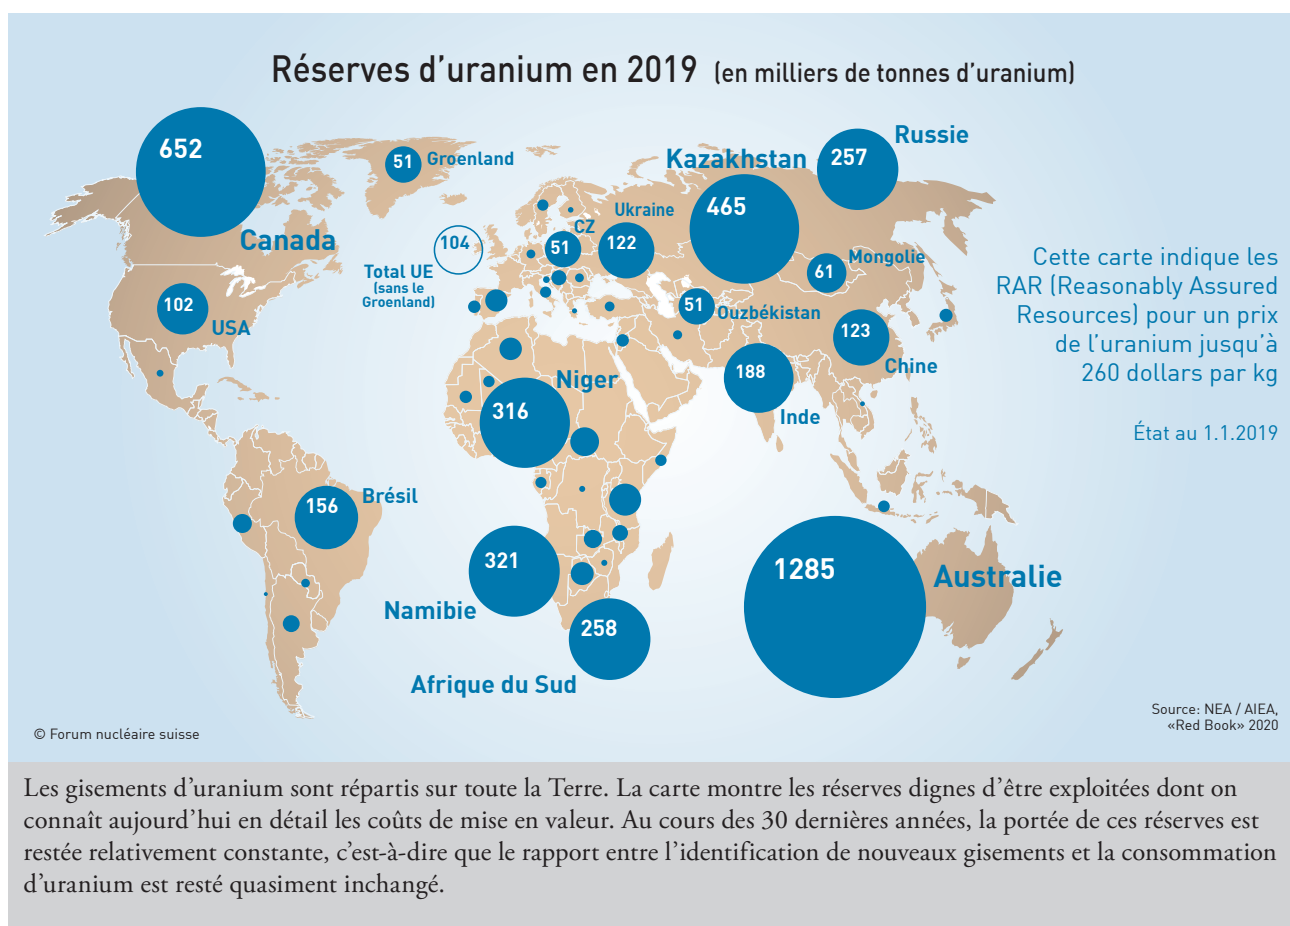 Réserves d’uranium en 2019 (en milliers de tonnes d’uranium)
652
Canada
51
Groenland
Russie
257
Kazakhstan
465
Ukraine
122
CZ
51
104
Total UE
(sans le
Groenland)
61
Mongolie
102
USA
51
Ouzbékistan
123
Chine
188
Inde
Niger
316
Brésil
156
321
Namibie
258
Afrique du Sud
1285
Australie
Cette carte indique les
RAR (Reasonably Assured
Resources) pour un prix
de l’uranium jusqu’à
260 dollars par kg
État au 1.1.2019
Source: NEA / AIEA,
«Red Book» 2020
© Forum nucléaire suisse
Les gisements d’uranium sont répartis sur toute la Terre. La carte montre les réserves dignes d’être exploitées dont on
connaît aujourd’hui en détail les coûts de mise en valeur. Au cours des 30 dernières années, la portée de ces réserves est
restée relativement constante, c’est-à-dire que le rapport entre l’identification de nouveaux gisements et la consommation
d’uranium est resté quasiment inchangé.